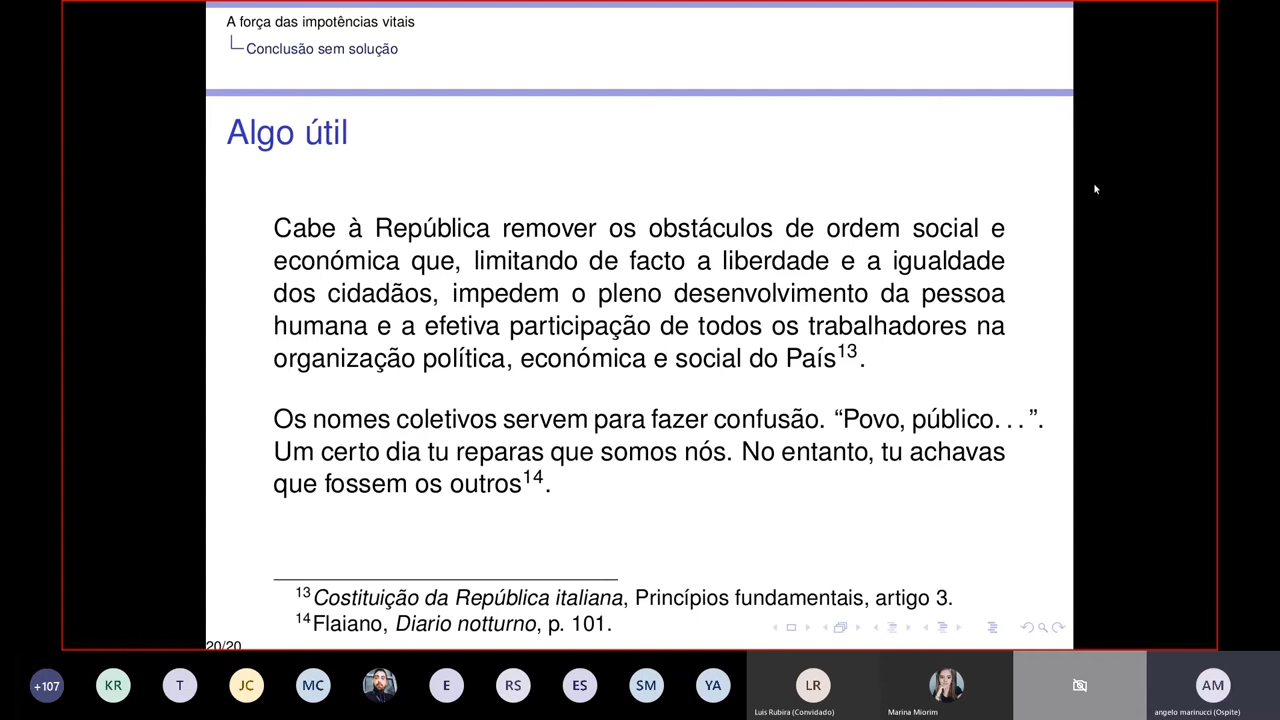 A força das impotências vitais
Conclusão sem solução
Algo útil
Cabe à República remover os obstáculos de ordem social e
económica que, limitando de facto a liberdade e a igualdade
dos cidadãos, impedem o pleno desenvolvimento da pessoa
humana e a efetiva participação de todos os trabalhadores na
organização política, económica e social do País13.
Os nomes coletivos servem para fazer confusão. “Povo, público. . . ”.
Um certo dia tu reparas que somos nós. No entanto, tu achavas
que fossem os outros14.
13 Costituição da República italiana, Princípios fundamentais, artigo 3.
14 Flaiano, Diario notturno, p. 101.
20/20
+107 KR T JC MC E RS ES SM YA LR AM
Luis Rubira (Convidado) Marina Miorim angelo marinucci (Ospite)